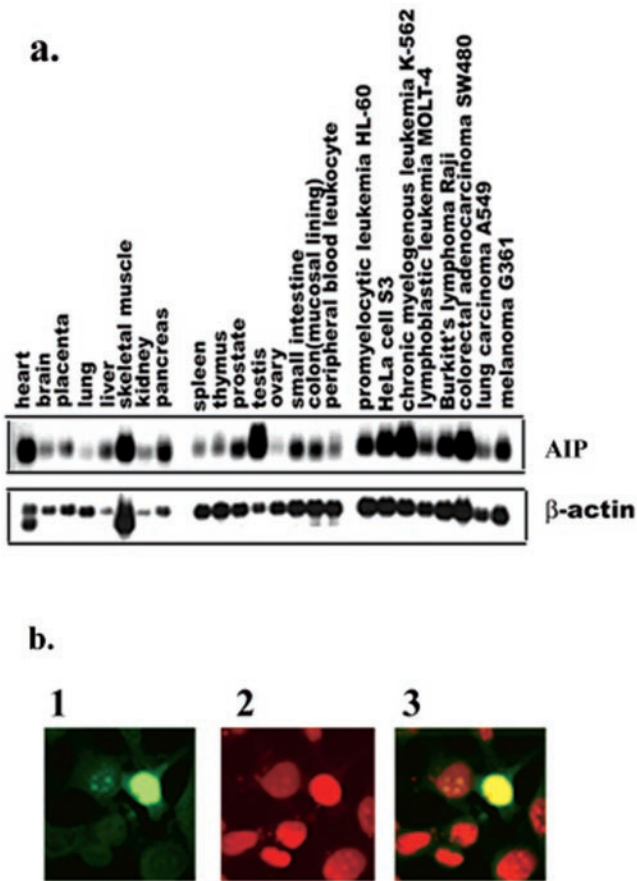 a.
heart
brain
placenta
lung
liver
skeletal muscle
kidney
pancreas
spleen
thymus
prostate
testis
ovary
small intestine
colon(mucosal lining)
peripheral blood leukocyte
promyelocytic leukemia HL-60
HeLa cell S3
chronic myelogenous leukemia K-562
lymphoblastic leukemia MOLT-4
Burkitt's lymphoma Raji
colorectal adenocarcinoma SW480
lung carcinoma A549
melanoma G361
AIP
β-actin
b.
1 2 3